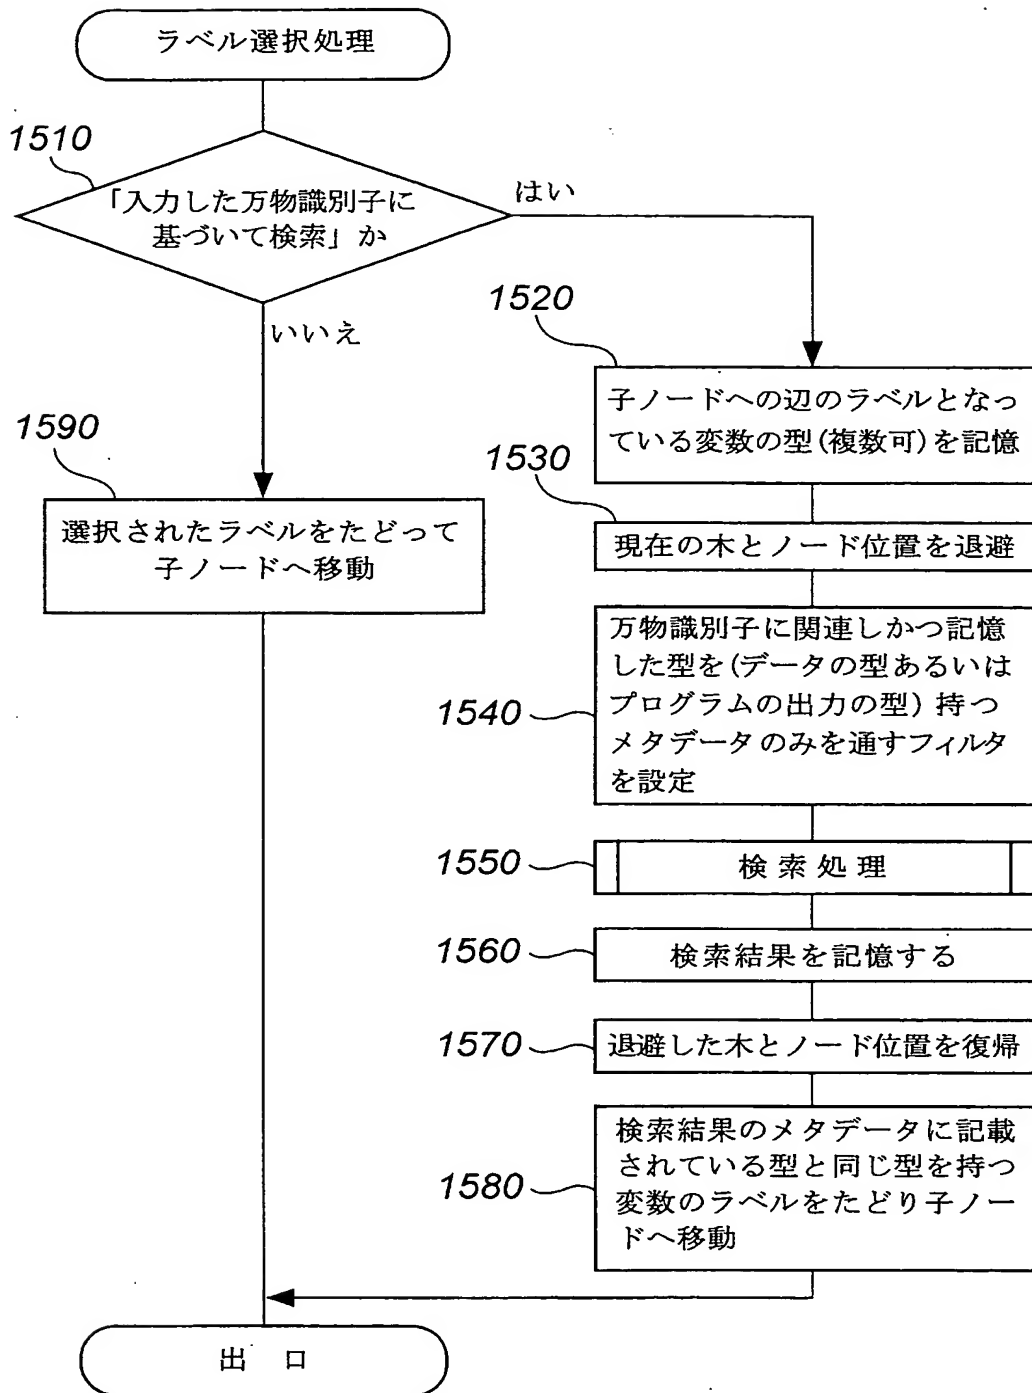 ラベル選択処理
1510
「入力した万物識別子に
基づいて検索」か
はい
いいえ
1520
子ノードへの辺のラベルとなっ
ている変数の型(複数可)を記憶
1590
選択されたラベルをたどって
子ノードへ移動
1530
現在の木とノード位置を退避
1540
万物識別子に関連しかつ記憶
した型を(データの型あるいは
プログラムの出力の型)持つ
メタデータのみを通すフィルタ
を設定
1550
検索処理
1560
検索結果を記憶する
1570
退避した木とノード位置を復帰
1580
検索結果のメタデータに記載
されている型と同じ型を持つ
変数のラベルをたどり子ノー
ドへ移動
出 口